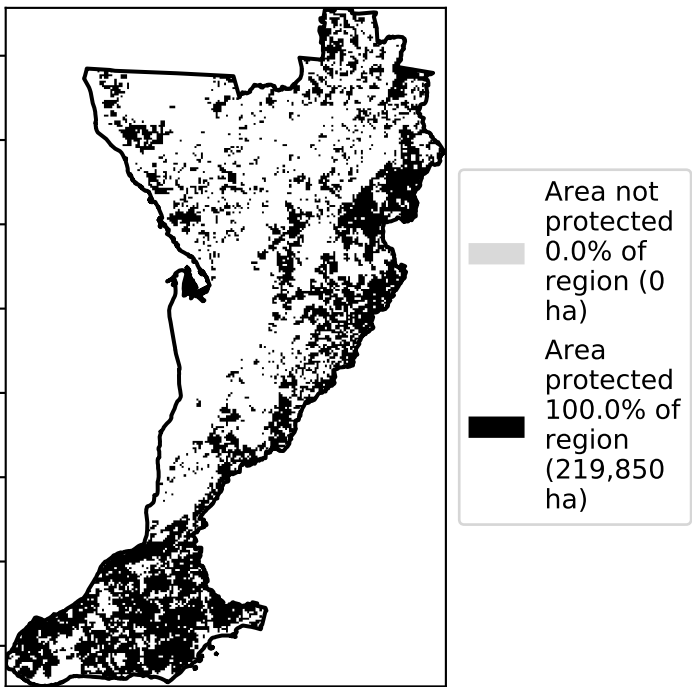 Area not
protected
0.0% of
region (0
ha)
Area
protected
100.0% of
region
(219,850
ha)